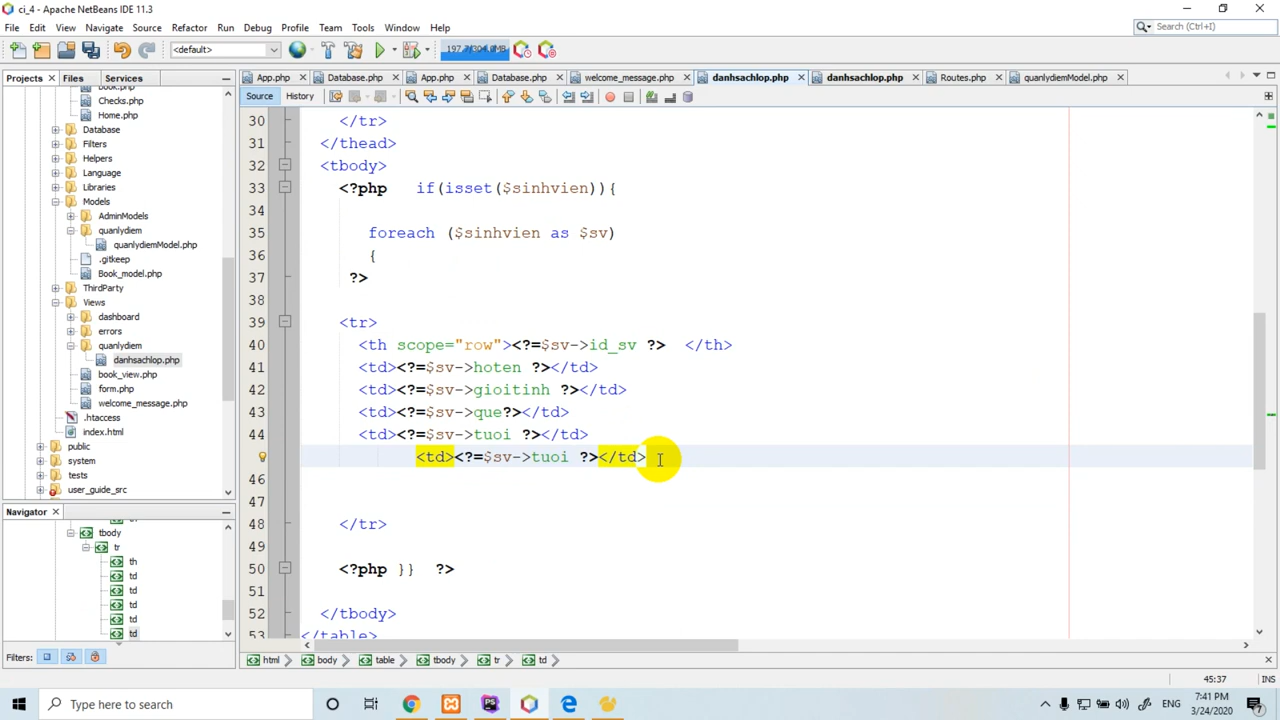 ci_4 - Apache NetBeans IDE 11.3
File Edit View Navigate Source Refactor Run Debug Profile Team Tools Window Help
Search (Ctrl+I)
<default>
197.7/304.0MB
Projects Files Services
App.php Database.php App.php Database.php welcome_message.php danhsachlop.php danhsachlop.php Routes.php quanlydiemModel.php
Source History
Book.php
Checks.php
Home.php
Database
Filters
Helpers
Language
Libraries
Models
AdminModels
quanlydiem
quanlydiemModel.php
.gitkeep
Book_model.php
ThirdParty
Views
dashboard
errors
quanlydiem
danhsachlop.php
book_view.php
form.php
welcome_message.php
.htaccess
index.html
public
system
tests
user_guide_src
Navigator
tbody
tr
th
td
td
td
td
td
Filters:
30 </tr>
31 </thead>
32 <tbody>
33 <?php if(isset($sinhvien)){
34
35 foreach ($sinhvien as $sv)
36 {
37 ?>
38
39 <tr>
40 <th scope="row"><?=$sv->id_sv ?> </th>
41 <td><?=$sv->hoten ?></td>
42 <td><?=$sv->gioitinh ?></td>
43 <td><?=$sv->que?></td>
44 <td><?=$sv->tuoi ?></td>
<td><?=$sv->tuoi ?></td>
46
47
48 </tr>
49
50 <?php }} ?>
51
52 </tbody>
53 </table>
html body table tbody tr td
45:37 INS
Type here to search
ENG
7:41 PM
3/24/2020
7